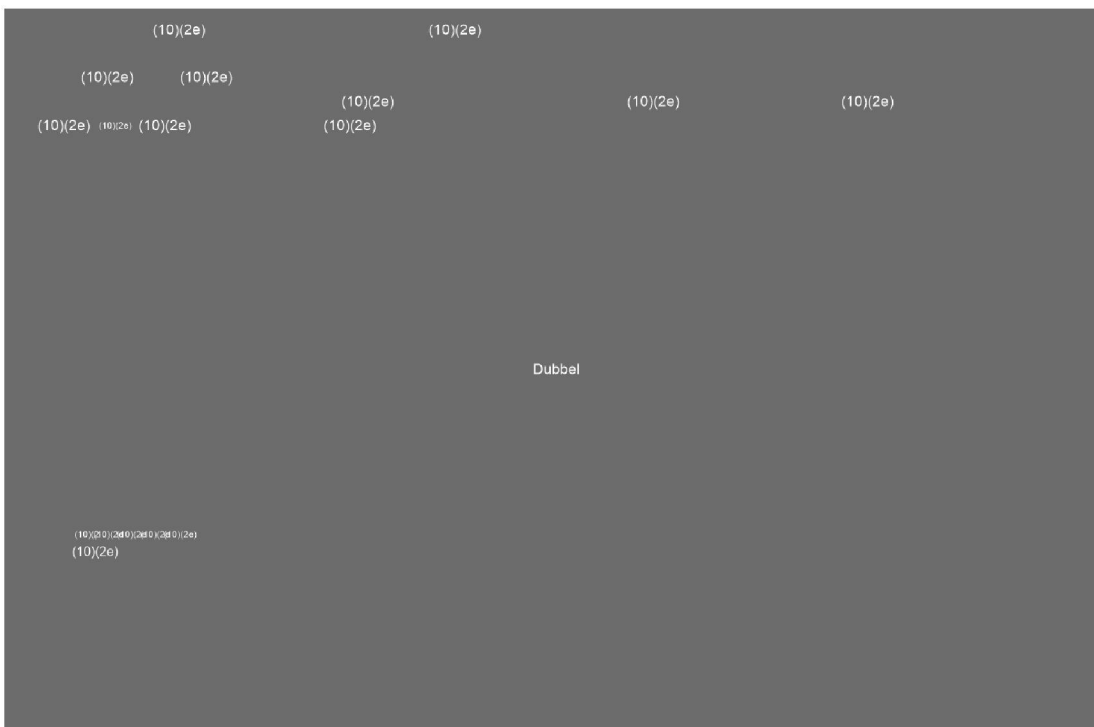 (10)(2e) (10)(2e)
(10)(2e) (10)(2e)
(10)(2e) (10)(2e) (10)(2e)
(10)(2e) (10)(2e) (10)(2e) (10)(2e)
Dubbel
(10)(2e)